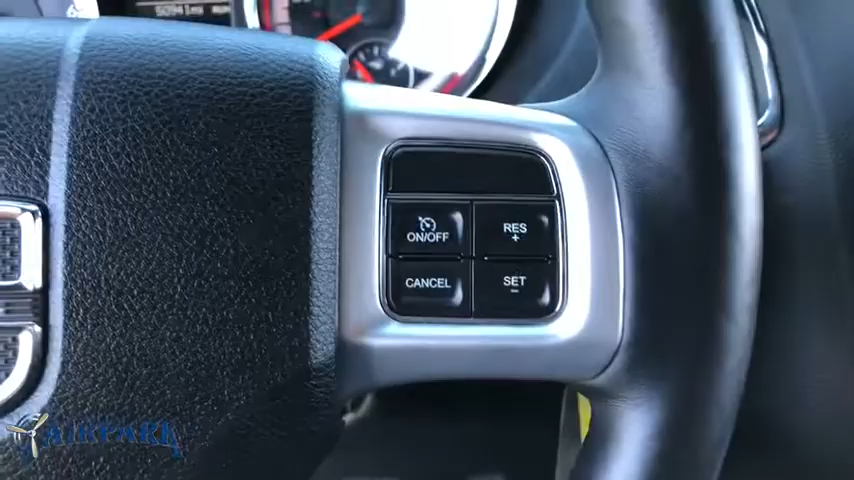 ON/OFF
RES
+
CANCEL
SET
−
AIRPARK